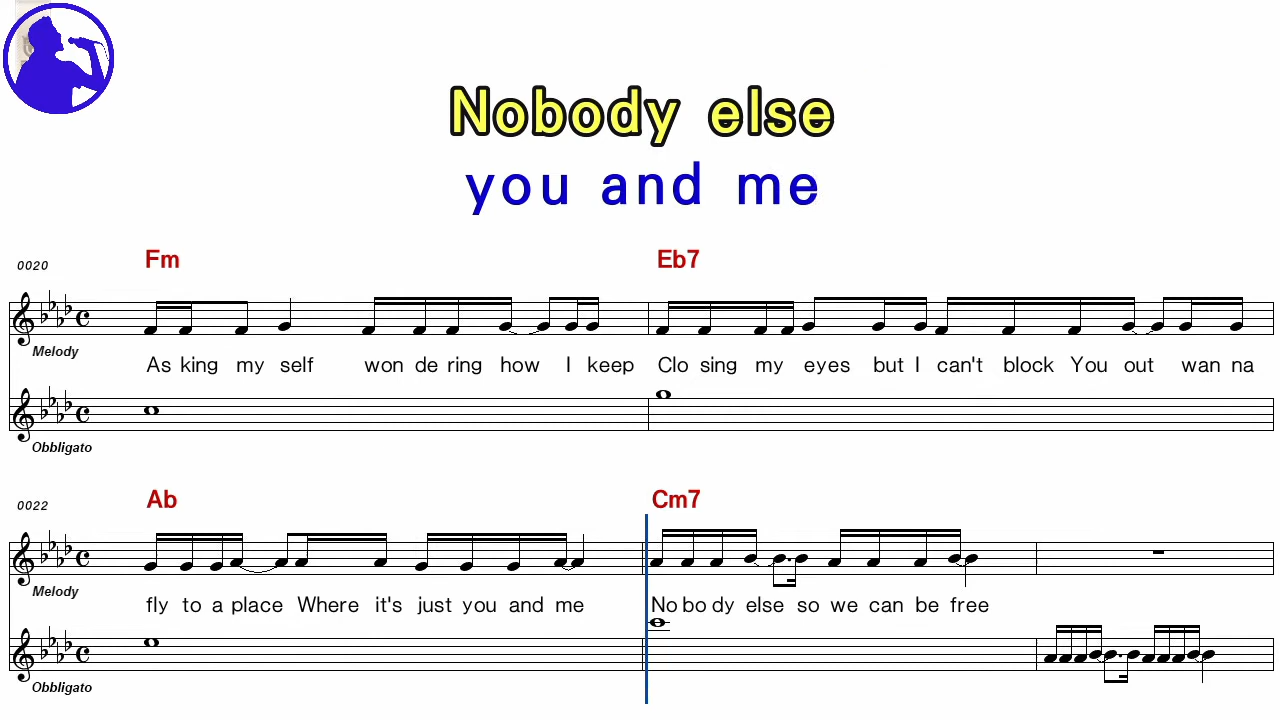 Nobody else
you and me
Fm Eb7
0020
Melody
As king my self won de ring how I keep Clo sing my eyes but I can't block You out wan na
Obbligato
Ab Cm7
0022
Melody
fly to a place Where it's just you and me No bo dy else so we can be free
Obbligato